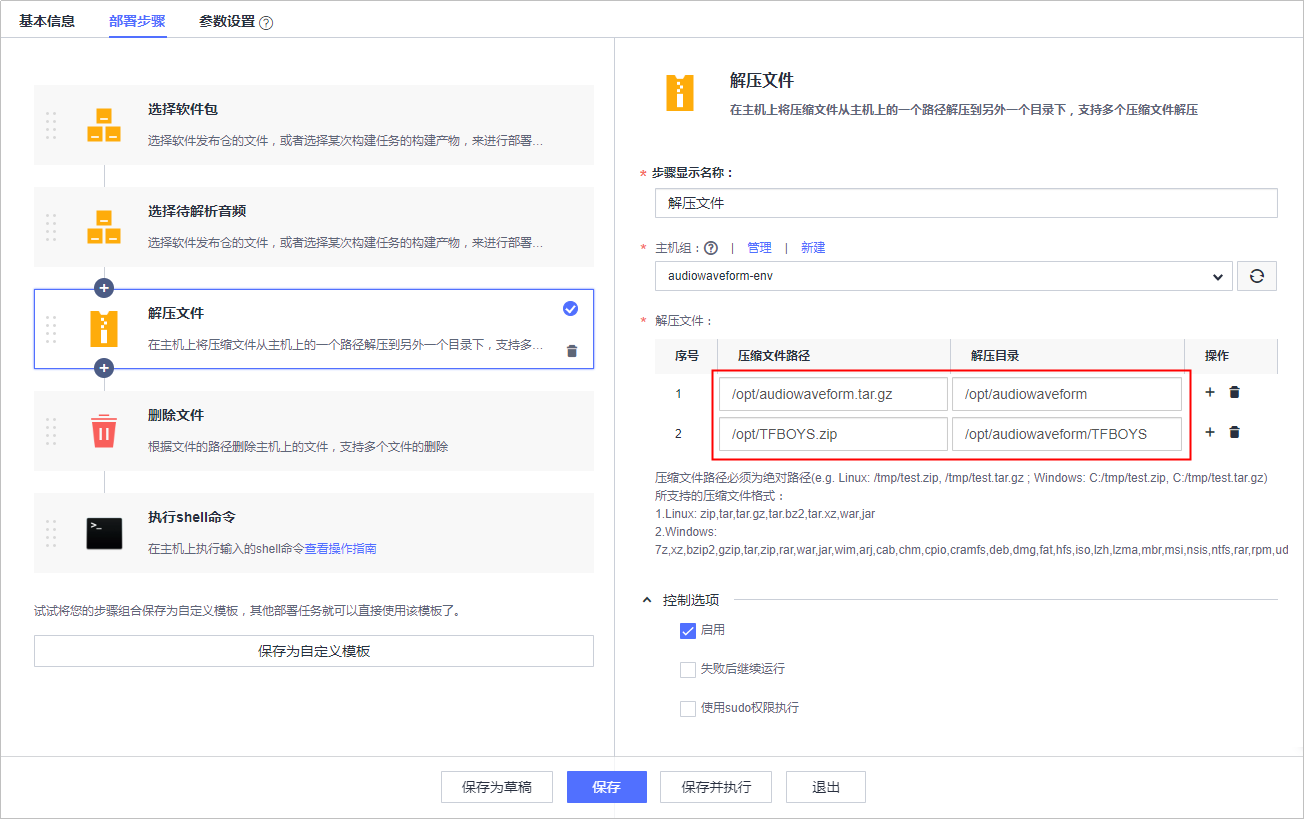 基本信息
部署步骤
参数设置
选择软件包
选择软件发布仓的文件，或者选择某次构建任务的构建产物，来进行部署...
选择待解析音频
选择软件发布仓的文件，或者选择某次构建任务的构建产物，来进行部署...
解压文件
在主机上将压缩文件从主机上的一个路径解压到另外一个目录下，支持多...
删除文件
根据文件的路径删除主机上的文件，支持多个文件的删除
执行shell命令
>_
在主机上执行输入的shell命令查看操作指南
试试将您的步骤组合保存为自定义模板，其他部署任务就可以直接使用该模板了。
保存为自定义模板
解压文件
在主机上将压缩文件从主机上的一个路径解压到另外一个目录下，支持多个压缩文件解压
* 步骤显示名称：
解压文件
* 主机组： | 管理 | 新建
audiowaveform-env
* 解压文件：
序号 压缩文件路径 解压目录 操作
1 /opt/audiowaveform.tar.gz /opt/audiowaveform
2 /opt/TFBOYS.zip /opt/audiowaveform/TFBOYS
压缩文件路径必须为绝对路径(e.g. Linux: /tmp/test.zip, /tmp/test.tar.gz ; Windows: C:/tmp/test.zip, C:/tmp/test.tar.gz)
所支持的压缩文件格式：
1.Linux: zip,tar,tar.gz,tar.bz2,tar.xz,war,jar
2.Windows:
7z,xz,bzip2,gzip,tar,zip,rar,war,jar,wim,arj,cab,chm,cpio,cramfs,deb,dmg,fat,hfs,iso,lzh,lzma,mbr,msi,nsis,ntfs,rar,rpm,ud
控制选项
启用
失败后继续运行
使用sudo权限执行
保存为草稿
保存
保存并执行
退出